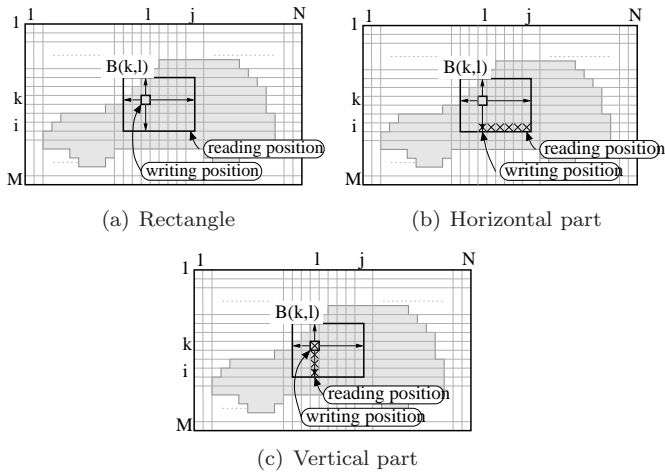 1 l j N
1
B(k,l)
k
i
reading position
writing position
M
(a) Rectangle
1 l j N
1
B(k,l)
k
i
reading position
writing position
M
(b) Horizontal part
1 l j N
1
B(k,l)
k
i
reading position
writing position
M
(c) Vertical part